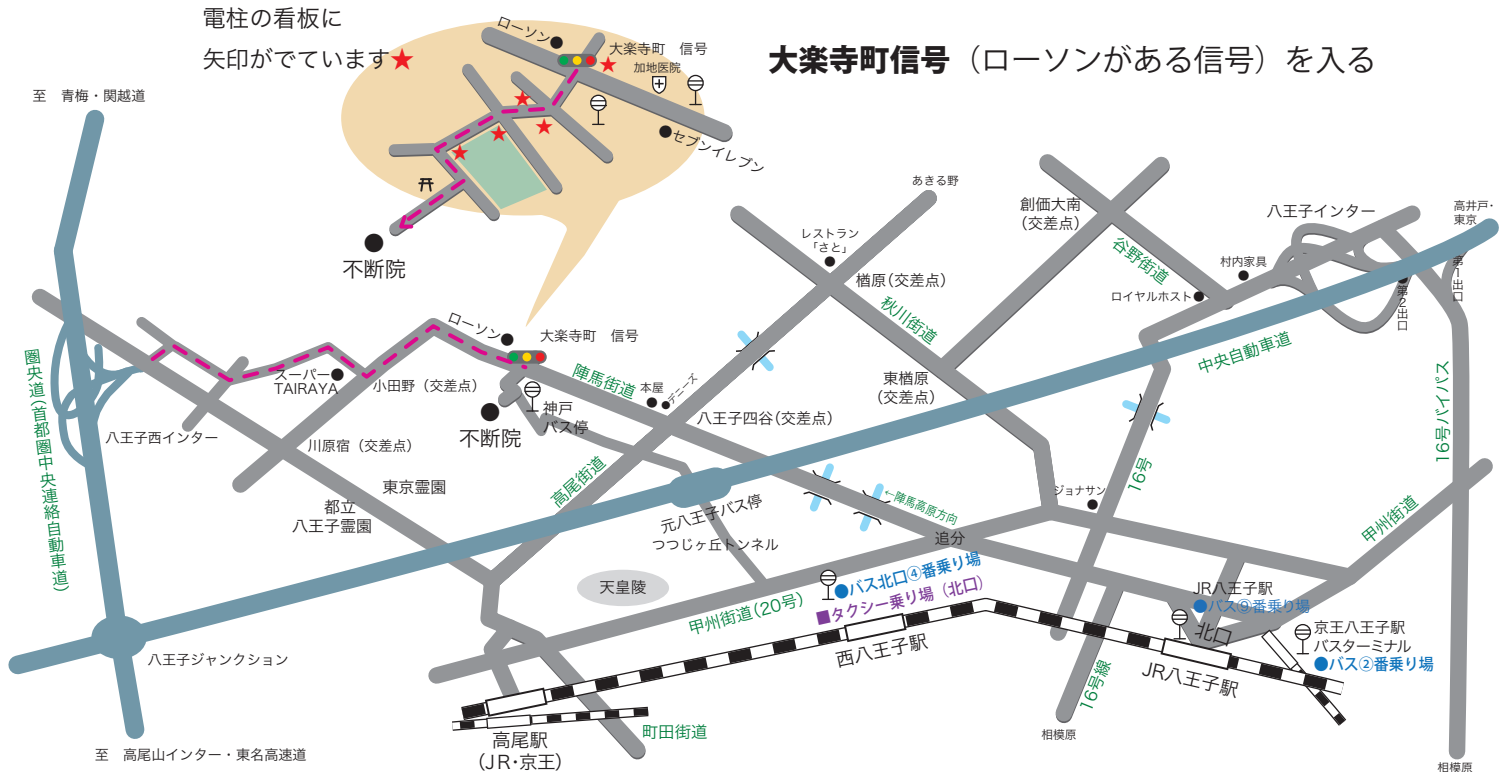 電柱の看板に
矢印がでています★
大楽寺町信号（ローソンがある信号）を入る
ローソン
大楽寺町　信号
加地医院
セブンイレブン
不断院
至　青梅・関越道
あきる野
創価大南
（交差点）
谷野街道
八王子インター
高井戸・
東京
レストラン
「さと」
楢原（交差点）
村内家具
ロイヤルホスト
第1出口
第2出口
秋川街道
中央自動車道
16号バイパス
ローソン
大楽寺町　信号
圏央道（首都圏中央連絡自動車道）
スーパー
TAIRAYA
小田野（交差点）
陣馬街道
本屋
デニーズ
東楢原
（交差点）
神戸
バス停
八王子四谷（交差点）
不断院
八王子西インター
川原宿（交差点）
東京霊園
都立
八王子霊園
高尾街道
元八王子バス停
つつじヶ丘トンネル
←陣馬高原方向
16号
ジョナサン
甲州街道
追分
天皇陵
●バス北口④番乗り場
■タクシー乗り場（北口）
甲州街道（20号）
西八王子駅
JR八王子駅
●バス⑨番乗り場
北口
京王八王子駅
バスターミナル
●バス②番乗り場
JR八王子駅
16号線
八王子ジャンクション
町田街道
高尾駅
（JR・京王）
相模原
至　高尾山インター・東名高速道
相模原